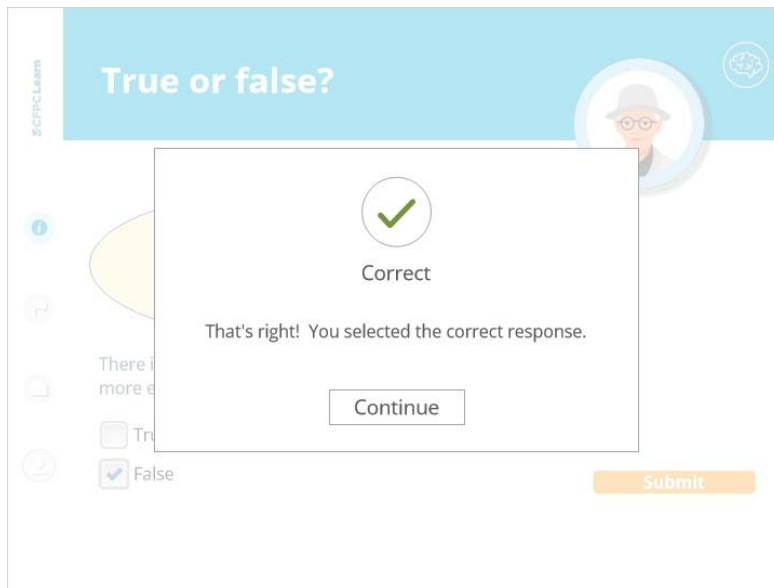 CFPCLearn
True or false?
Correct
That's right! You selected the correct response.
Continue
There i
more e
Tru
False
Submit